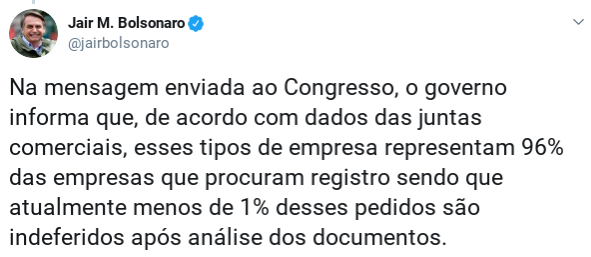 Jair M. Bolsonaro
@jairbolsonaro
Na mensagem enviada ao Congresso, o governo
informa que, de acordo com dados das juntas
comerciais, esses tipos de empresa representam 96%
das empresas que procuram registro sendo que
atualmente menos de 1% desses pedidos são
indeferidos após análise dos documentos.